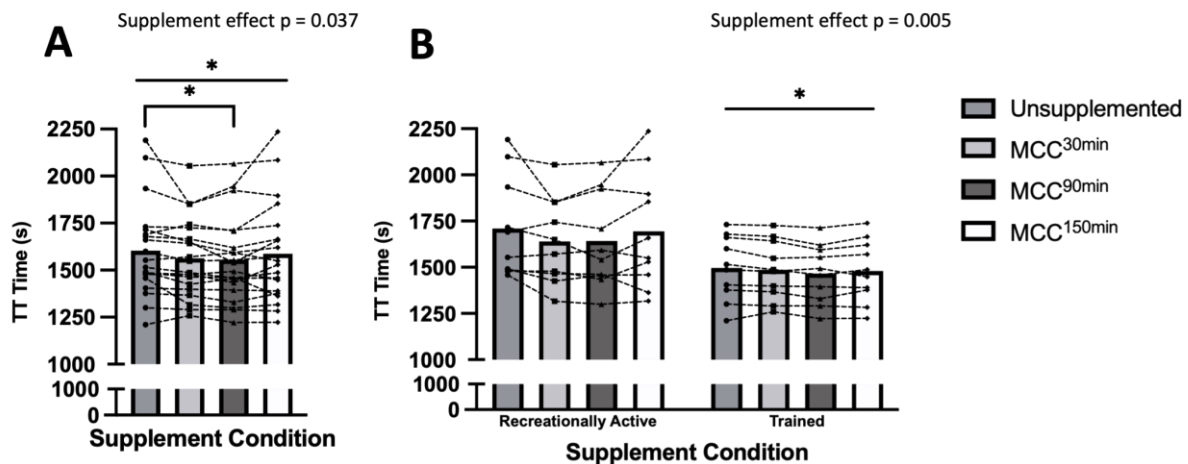 A
Supplement effect p = 0.037
*
*
2250
2000
1750
1500
1250
1000
1000
0
TT Time (s)
Supplement Condition
B
Supplement effect p = 0.005
*
2250
2000
1750
1500
1250
1000
1000
0
TT Time (s)
Recreationally Active
Trained
Supplement Condition
Unsupplemented
MCC30min
MCC90min
MCC150min